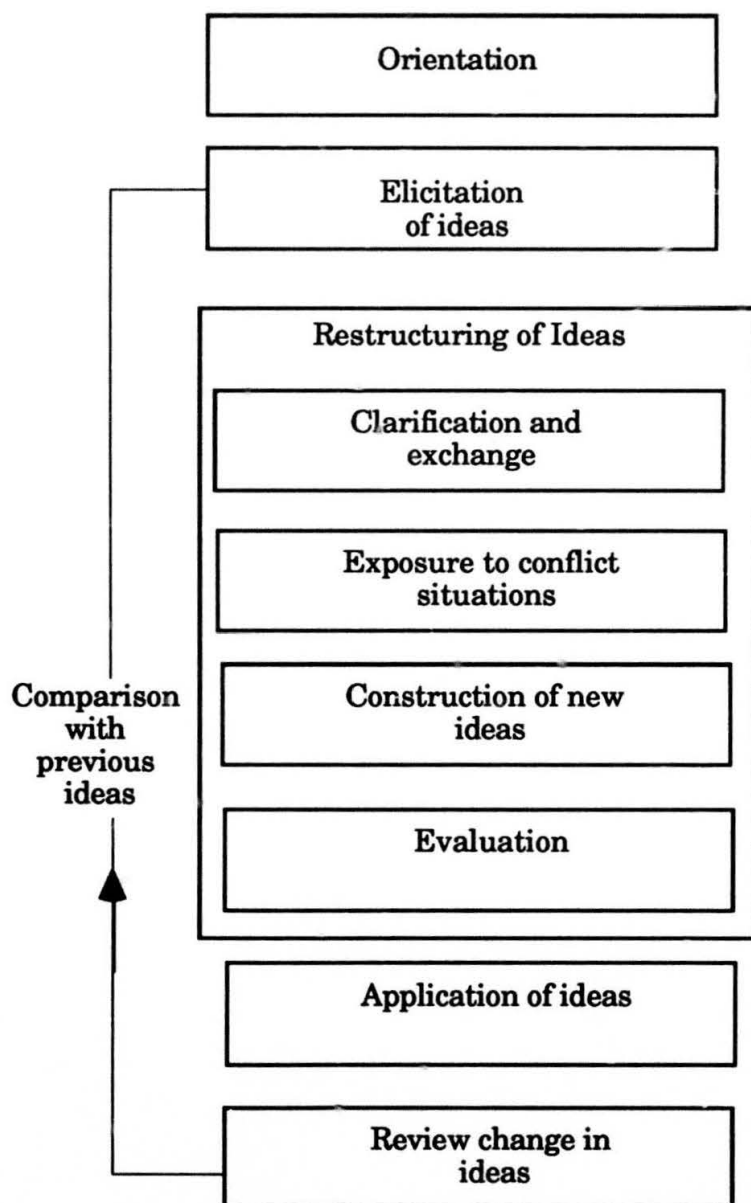 Orientation
Elicitation
of ideas
Restructuring of Ideas
Clarification and
exchange
Exposure to conflict
situations
Construction of new
ideas
Evaluation
Comparison
with
previous
ideas
Application of ideas
Review change in
ideas